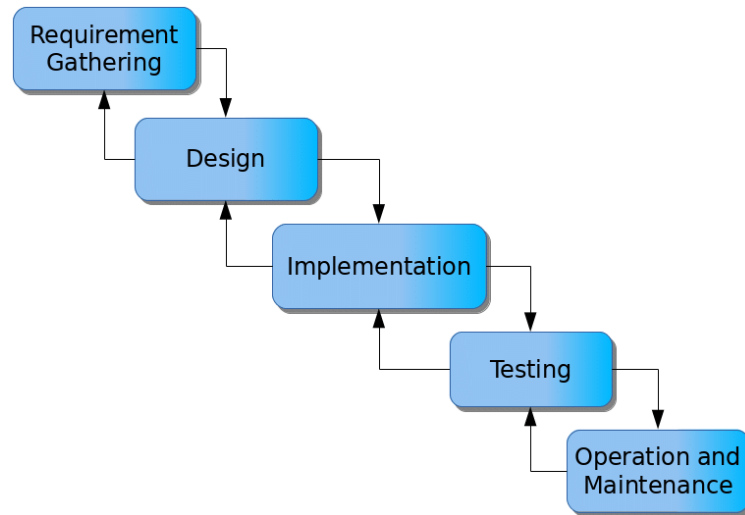 Requirement
Gathering
Design
Implementation
Testing
Operation and
Maintenance